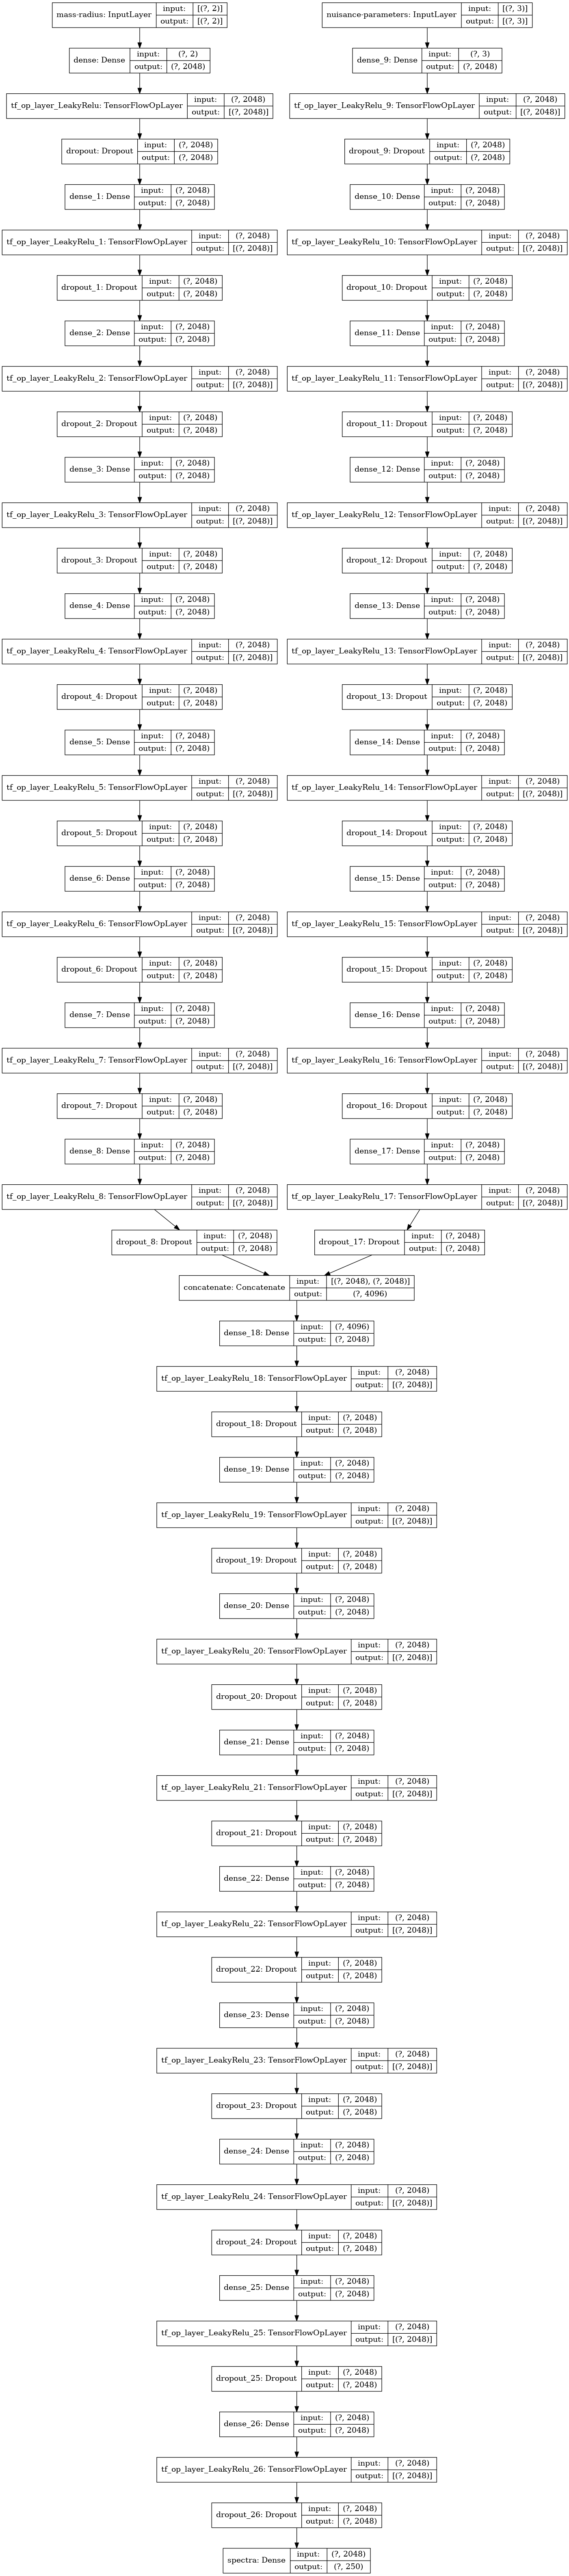 mass-radius: InputLayer
input: [(?, 2)]
output: [(?, 2)]
dense: Dense
input: (?, 2)
output: (?, 2048)
tf_op_layer_LeakyRelu: TensorFlowOpLayer
input: (?, 2048)
output: [(?, 2048)]
dropout: Dropout
input: (?, 2048)
output: (?, 2048)
dense_1: Dense
input: (?, 2048)
output: (?, 2048)
tf_op_layer_LeakyRelu_1: TensorFlowOpLayer
input: (?, 2048)
output: [(?, 2048)]
dropout_1: Dropout
input: (?, 2048)
output: (?, 2048)
dense_2: Dense
input: (?, 2048)
output: (?, 2048)
tf_op_layer_LeakyRelu_2: TensorFlowOpLayer
input: (?, 2048)
output: [(?, 2048)]
dropout_2: Dropout
input: (?, 2048)
output: (?, 2048)
dense_3: Dense
input: (?, 2048)
output: (?, 2048)
tf_op_layer_LeakyRelu_3: TensorFlowOpLayer
input: (?, 2048)
output: [(?, 2048)]
dropout_3: Dropout
input: (?, 2048)
output: (?, 2048)
dense_4: Dense
input: (?, 2048)
output: (?, 2048)
tf_op_layer_LeakyRelu_4: TensorFlowOpLayer
input: (?, 2048)
output: [(?, 2048)]
dropout_4: Dropout
input: (?, 2048)
output: (?, 2048)
dense_5: Dense
input: (?, 2048)
output: (?, 2048)
tf_op_layer_LeakyRelu_5: TensorFlowOpLayer
input: (?, 2048)
output: [(?, 2048)]
dropout_5: Dropout
input: (?, 2048)
output: (?, 2048)
dense_6: Dense
input: (?, 2048)
output: (?, 2048)
tf_op_layer_LeakyRelu_6: TensorFlowOpLayer
input: (?, 2048)
output: [(?, 2048)]
dropout_6: Dropout
input: (?, 2048)
output: (?, 2048)
dense_7: Dense
input: (?, 2048)
output: (?, 2048)
tf_op_layer_LeakyRelu_7: TensorFlowOpLayer
input: (?, 2048)
output: [(?, 2048)]
dropout_7: Dropout
input: (?, 2048)
output: (?, 2048)
dense_8: Dense
input: (?, 2048)
output: (?, 2048)
tf_op_layer_LeakyRelu_8: TensorFlowOpLayer
input: (?, 2048)
output: [(?, 2048)]
dropout_8: Dropout
input: (?, 2048)
output: (?, 2048)
nuisance-parameters: InputLayer
input: [(?, 3)]
output: [(?, 3)]
dense_9: Dense
input: (?, 3)
output: (?, 2048)
tf_op_layer_LeakyRelu_9: TensorFlowOpLayer
input: (?, 2048)
output: [(?, 2048)]
dropout_9: Dropout
input: (?, 2048)
output: (?, 2048)
dense_10: Dense
input: (?, 2048)
output: (?, 2048)
tf_op_layer_LeakyRelu_10: TensorFlowOpLayer
input: (?, 2048)
output: [(?, 2048)]
dropout_10: Dropout
input: (?, 2048)
output: (?, 2048)
dense_11: Dense
input: (?, 2048)
output: (?, 2048)
tf_op_layer_LeakyRelu_11: TensorFlowOpLayer
input: (?, 2048)
output: [(?, 2048)]
dropout_11: Dropout
input: (?, 2048)
output: (?, 2048)
dense_12: Dense
input: (?, 2048)
output: (?, 2048)
tf_op_layer_LeakyRelu_12: TensorFlowOpLayer
input: (?, 2048)
output: [(?, 2048)]
dropout_12: Dropout
input: (?, 2048)
output: (?, 2048)
dense_13: Dense
input: (?, 2048)
output: (?, 2048)
tf_op_layer_LeakyRelu_13: TensorFlowOpLayer
input: (?, 2048)
output: [(?, 2048)]
dropout_13: Dropout
input: (?, 2048)
output: (?, 2048)
dense_14: Dense
input: (?, 2048)
output: (?, 2048)
tf_op_layer_LeakyRelu_14: TensorFlowOpLayer
input: (?, 2048)
output: [(?, 2048)]
dropout_14: Dropout
input: (?, 2048)
output: (?, 2048)
dense_15: Dense
input: (?, 2048)
output: (?, 2048)
tf_op_layer_LeakyRelu_15: TensorFlowOpLayer
input: (?, 2048)
output: [(?, 2048)]
dropout_15: Dropout
input: (?, 2048)
output: (?, 2048)
dense_16: Dense
input: (?, 2048)
output: (?, 2048)
tf_op_layer_LeakyRelu_16: TensorFlowOpLayer
input: (?, 2048)
output: [(?, 2048)]
dropout_16: Dropout
input: (?, 2048)
output: (?, 2048)
dense_17: Dense
input: (?, 2048)
output: (?, 2048)
tf_op_layer_LeakyRelu_17: TensorFlowOpLayer
input: (?, 2048)
output: [(?, 2048)]
dropout_17: Dropout
input: (?, 2048)
output: (?, 2048)
concatenate: Concatenate
input: [(?, 2048), (?, 2048)]
output: (?, 4096)
dense_18: Dense
input: (?, 4096)
output: (?, 2048)
tf_op_layer_LeakyRelu_18: TensorFlowOpLayer
input: (?, 2048)
output: [(?, 2048)]
dropout_18: Dropout
input: (?, 2048)
output: (?, 2048)
dense_19: Dense
input: (?, 2048)
output: (?, 2048)
tf_op_layer_LeakyRelu_19: TensorFlowOpLayer
input: (?, 2048)
output: [(?, 2048)]
dropout_19: Dropout
input: (?, 2048)
output: (?, 2048)
dense_20: Dense
input: (?, 2048)
output: (?, 2048)
tf_op_layer_LeakyRelu_20: TensorFlowOpLayer
input: (?, 2048)
output: [(?, 2048)]
dropout_20: Dropout
input: (?, 2048)
output: (?, 2048)
dense_21: Dense
input: (?, 2048)
output: (?, 2048)
tf_op_layer_LeakyRelu_21: TensorFlowOpLayer
input: (?, 2048)
output: [(?, 2048)]
dropout_21: Dropout
input: (?, 2048)
output: (?, 2048)
dense_22: Dense
input: (?, 2048)
output: (?, 2048)
tf_op_layer_LeakyRelu_22: TensorFlowOpLayer
input: (?, 2048)
output: [(?, 2048)]
dropout_22: Dropout
input: (?, 2048)
output: (?, 2048)
dense_23: Dense
input: (?, 2048)
output: (?, 2048)
tf_op_layer_LeakyRelu_23: TensorFlowOpLayer
input: (?, 2048)
output: [(?, 2048)]
dropout_23: Dropout
input: (?, 2048)
output: (?, 2048)
dense_24: Dense
input: (?, 2048)
output: (?, 2048)
tf_op_layer_LeakyRelu_24: TensorFlowOpLayer
input: (?, 2048)
output: [(?, 2048)]
dropout_24: Dropout
input: (?, 2048)
output: (?, 2048)
dense_25: Dense
input: (?, 2048)
output: (?, 2048)
tf_op_layer_LeakyRelu_25: TensorFlowOpLayer
input: (?, 2048)
output: [(?, 2048)]
dropout_25: Dropout
input: (?, 2048)
output: (?, 2048)
dense_26: Dense
input: (?, 2048)
output: (?, 2048)
tf_op_layer_LeakyRelu_26: TensorFlowOpLayer
input: (?, 2048)
output: [(?, 2048)]
dropout_26: Dropout
input: (?, 2048)
output: (?, 2048)
spectra: Dense
input: (?, 2048)
output: (?, 250)